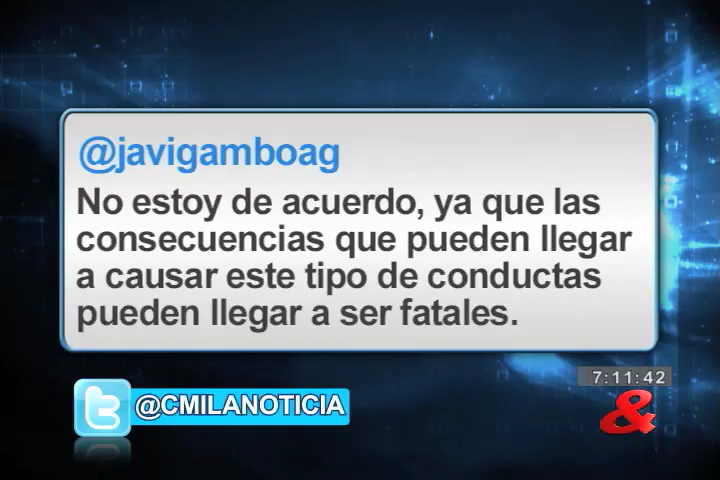 @javigamboag
No estoy de acuerdo, ya que las
consecuencias que pueden llegar
a causar este tipo de conductas
pueden llegar a ser fatales.
7:11:42
@CMILANOTICIA
&